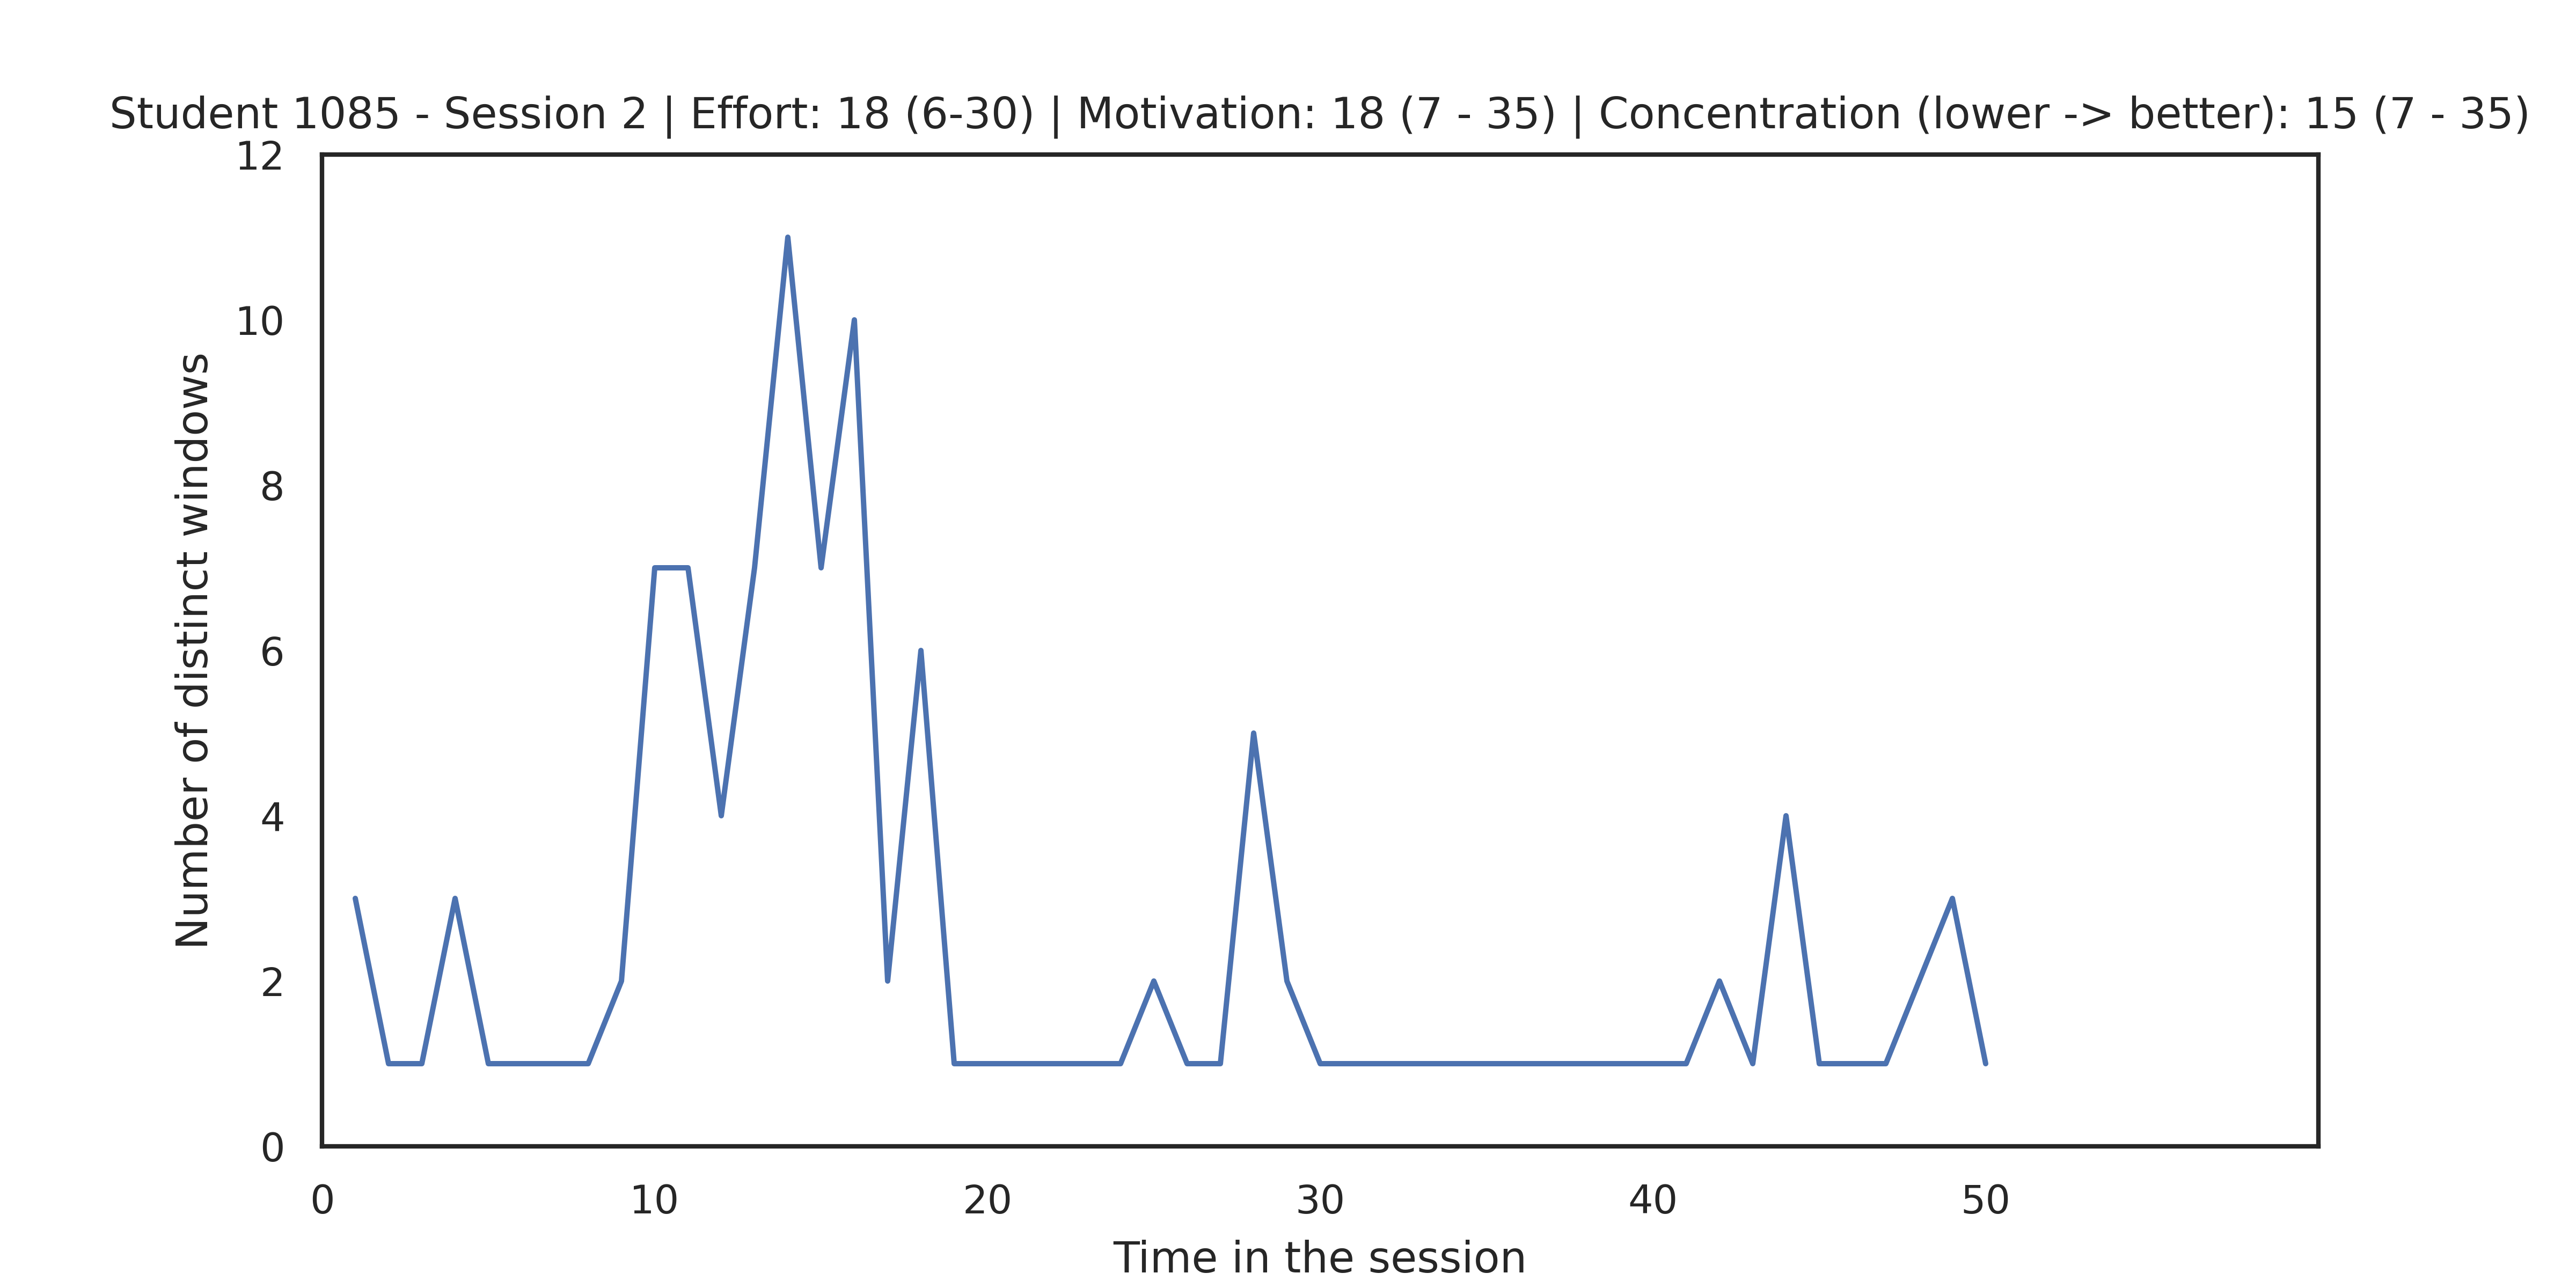 Student 1085 - Session 2 | Effort: 18 (6-30) | Motivation: 18 (7 - 35) | Concentration (lower -> better): 15 (7 - 35)
12
10
8
6
4
2
0
Number of distinct windows
0 10 20 30 40 50
Time in the session